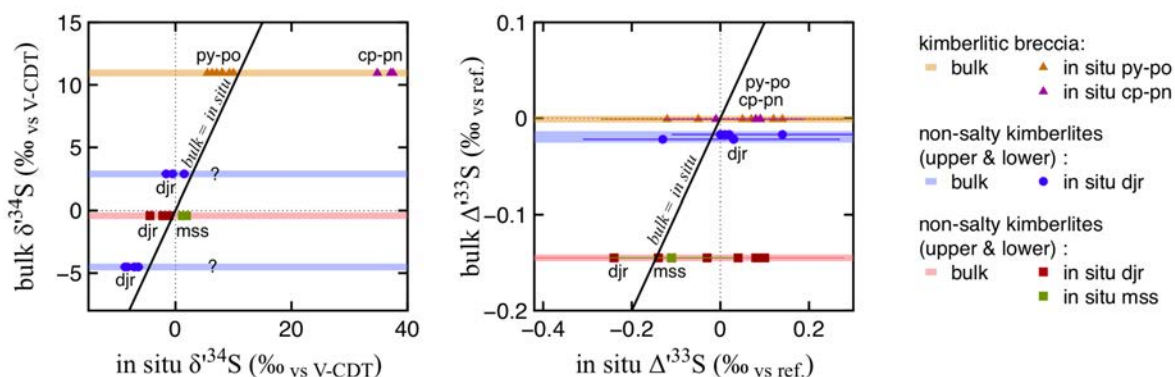 15
10
5
0
−5
bulk δ'³⁴S (‰ vs V-CDT)
py-po
cp-pn
bulk = in situ
djr
?
djr
mss
djr
?
0
20
40
in situ δ'³⁴S (‰ vs V-CDT)
0.1
0
−0.1
−0.2
bulk Δ'³³S (‰ vs ref.)
py-po
cp-pn
djr
bulk = in situ
djr
mss
−0.4
−0.2
0
0.2
in situ Δ'³³S (‰ vs ref.)
kimberlitic breccia:
bulk
in situ py-po
in situ cp-pn
non-salty kimberlites
(upper & lower) :
bulk
in situ djr
non-salty kimberlites
(upper & lower) :
bulk
in situ djr
in situ mss